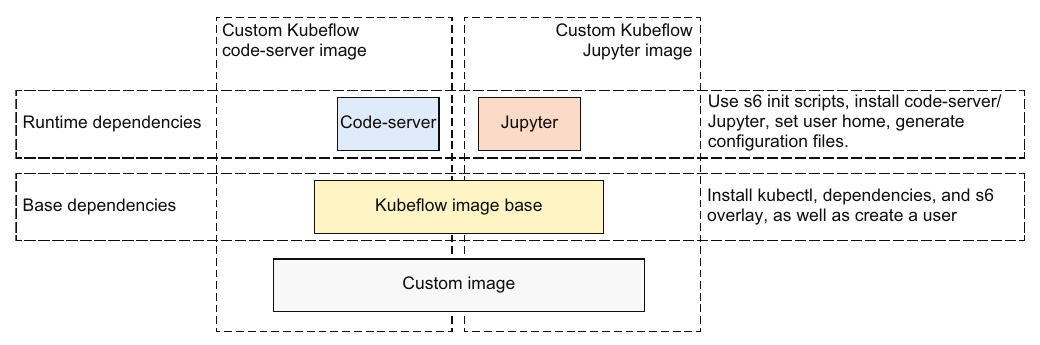 Custom Kubeflow
code-server image
Custom Kubeflow
Jupyter image
Runtime dependencies
Code-server
Jupyter
Use s6 init scripts, install code-server/
Jupyter, set user home, generate
configuration files.
Base dependencies
Kubeflow image base
Install kubectl, dependencies, and s6
overlay, as well as create a user
Custom image